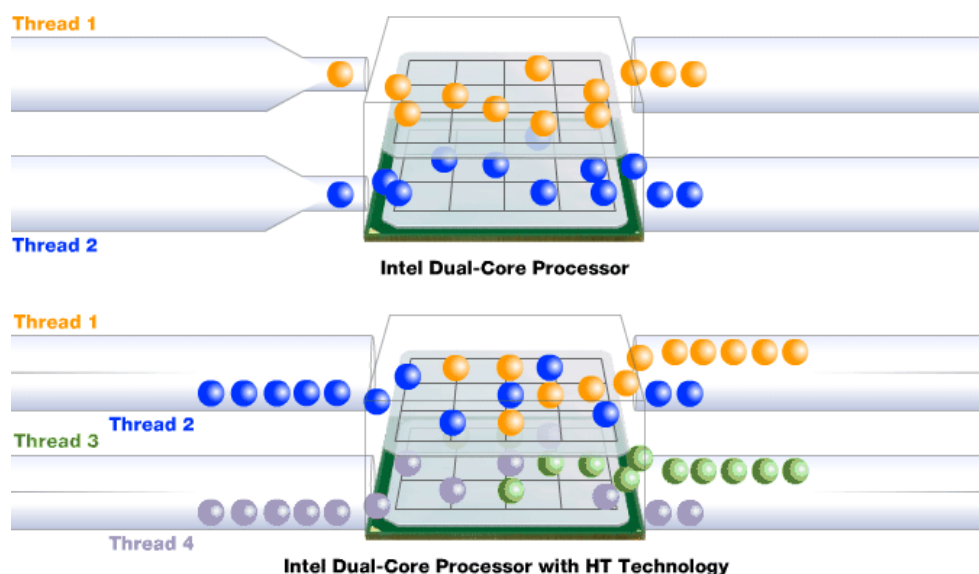 Thread 1
Thread 2
Intel Dual-Core Processor
Thread 1
Thread 2
Thread 3
Thread 4
Intel Dual-Core Processor with HT Technology